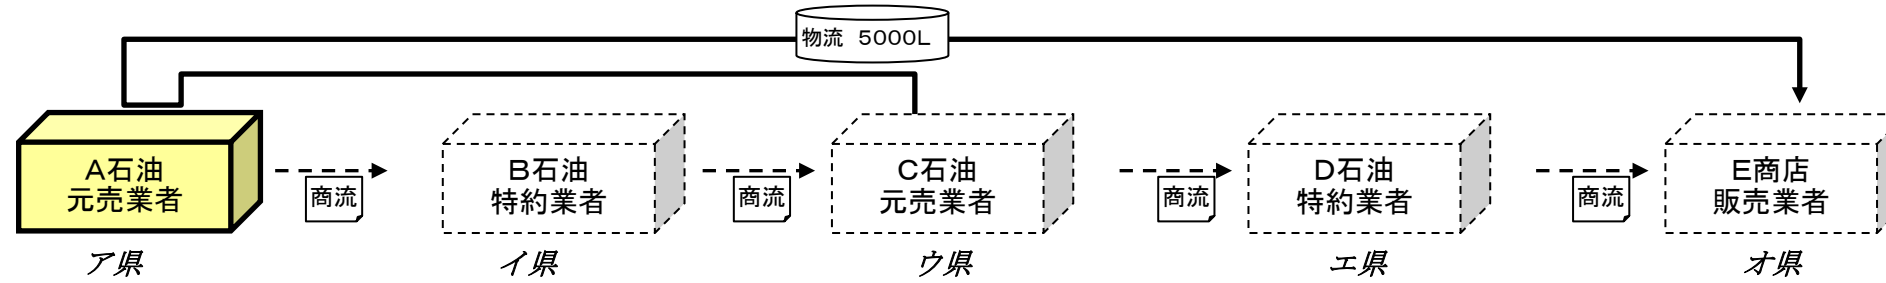 物流 5000L
A石油
元売業者
商流
B石油
特約業者
商流
C石油
元売業者
商流
D石油
特約業者
商流
E商店
販売業者
ア県
イ県
ウ県
エ県
オ県